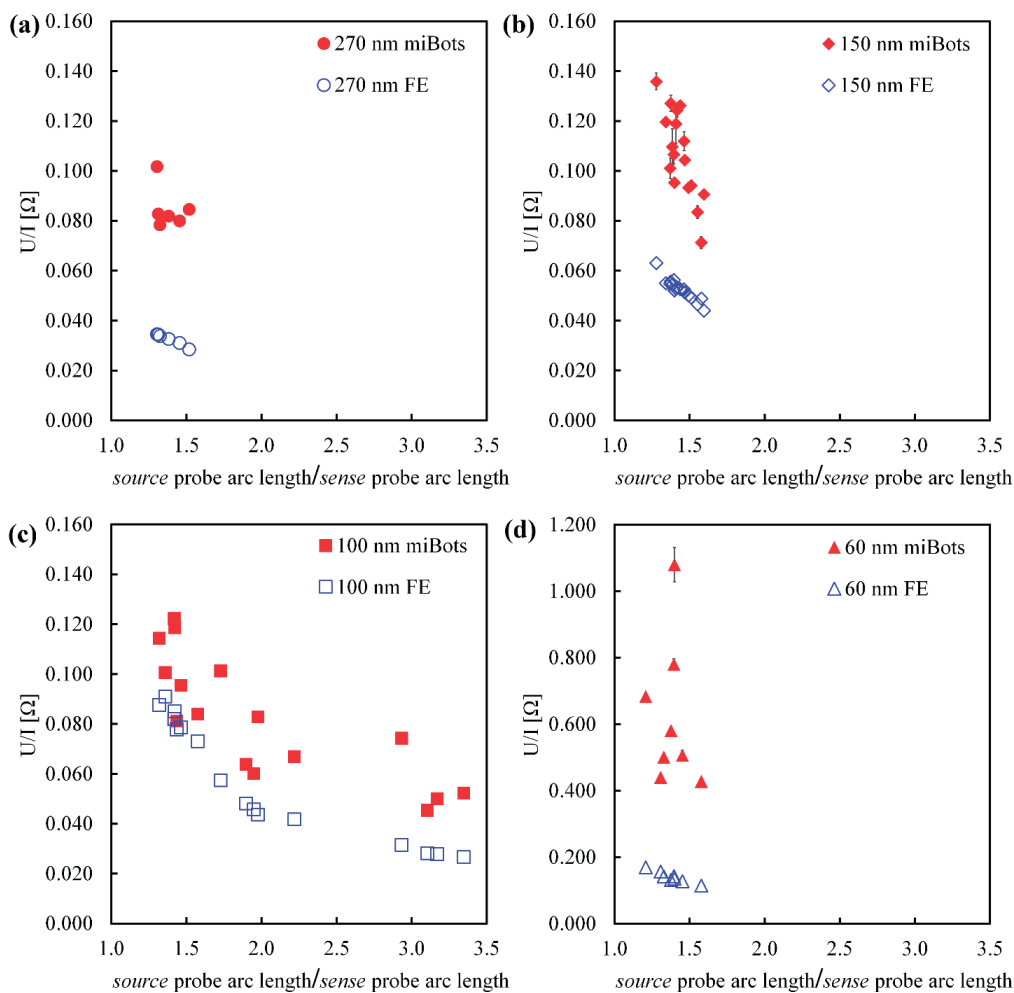 (a)
0.160
0.140
0.120
0.100
0.080
0.060
0.040
0.020
0.000
U/I [Ω]
270 nm miBots
270 nm FE
1.0 1.5 2.0 2.5 3.0 3.5
source probe arc length/sense probe arc length
(b)
0.160
0.140
0.120
0.100
0.080
0.060
0.040
0.020
0.000
U/I [Ω]
150 nm miBots
150 nm FE
1.0 1.5 2.0 2.5 3.0 3.5
source probe arc length/sense probe arc length
(c)
0.160
0.140
0.120
0.100
0.080
0.060
0.040
0.020
0.000
U/I [Ω]
100 nm miBots
100 nm FE
1.0 1.5 2.0 2.5 3.0 3.5
source probe arc length/sense probe arc length
(d)
1.200
1.000
0.800
0.600
0.400
0.200
0.000
U/I [Ω]
60 nm miBots
60 nm FE
1.0 1.5 2.0 2.5 3.0 3.5
source probe arc length/sense probe arc length